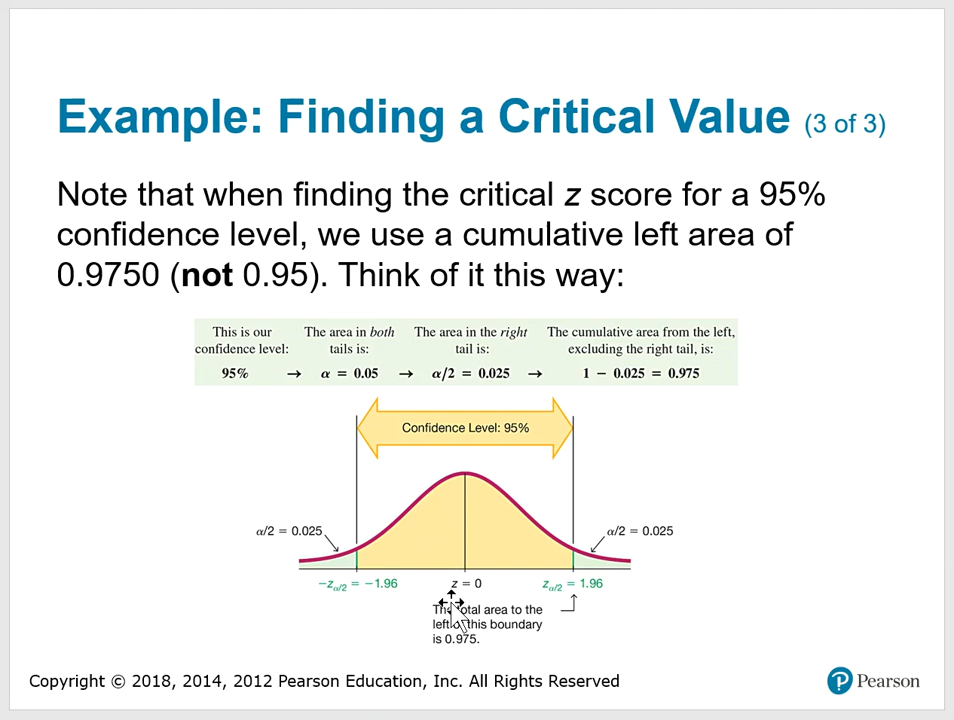 Example: Finding a Critical Value (3 of 3)
Note that when finding the critical z score for a 95%
confidence level, we use a cumulative left area of
0.9750 (not 0.95). Think of it this way:
This is our
confidence level:
95%
→
The area in both
tails is:
α = 0.05
→
The area in the right
tail is:
α/2 = 0.025
→
The cumulative area from the left,
excluding the right tail, is:
1 − 0.025 = 0.975
Confidence Level: 95%
α/2 = 0.025
α/2 = 0.025
−zα/2 = −1.96
z = 0
zα/2 = 1.96
The total area to the
left of this boundary
is 0.975.
Copyright © 2018, 2014, 2012 Pearson Education, Inc. All Rights Reserved
P Pearson